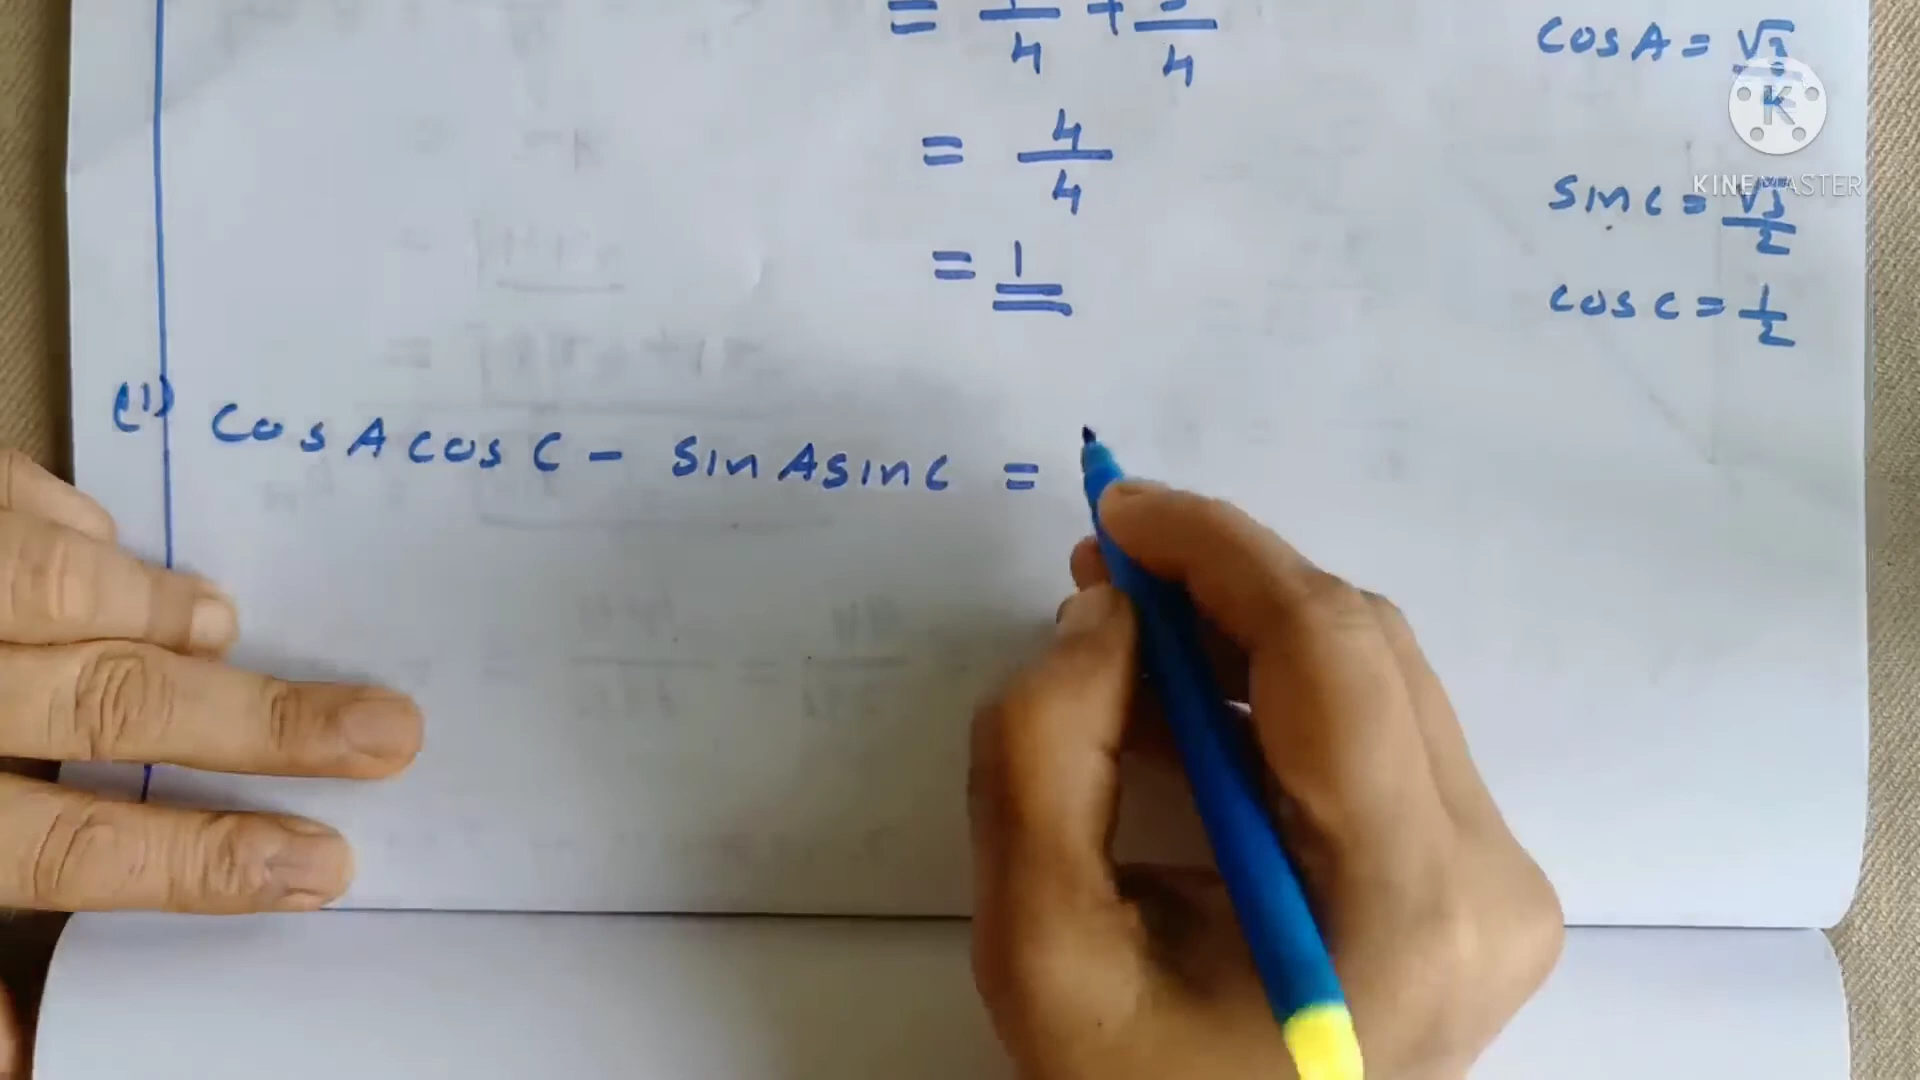 = 1/4 + 3/4
= 4/4
= 1
cos A = √3/2
K
KINEMASTER
sin C = √3/2
cos C = 1/2
cos A cos C - sin A sin C =